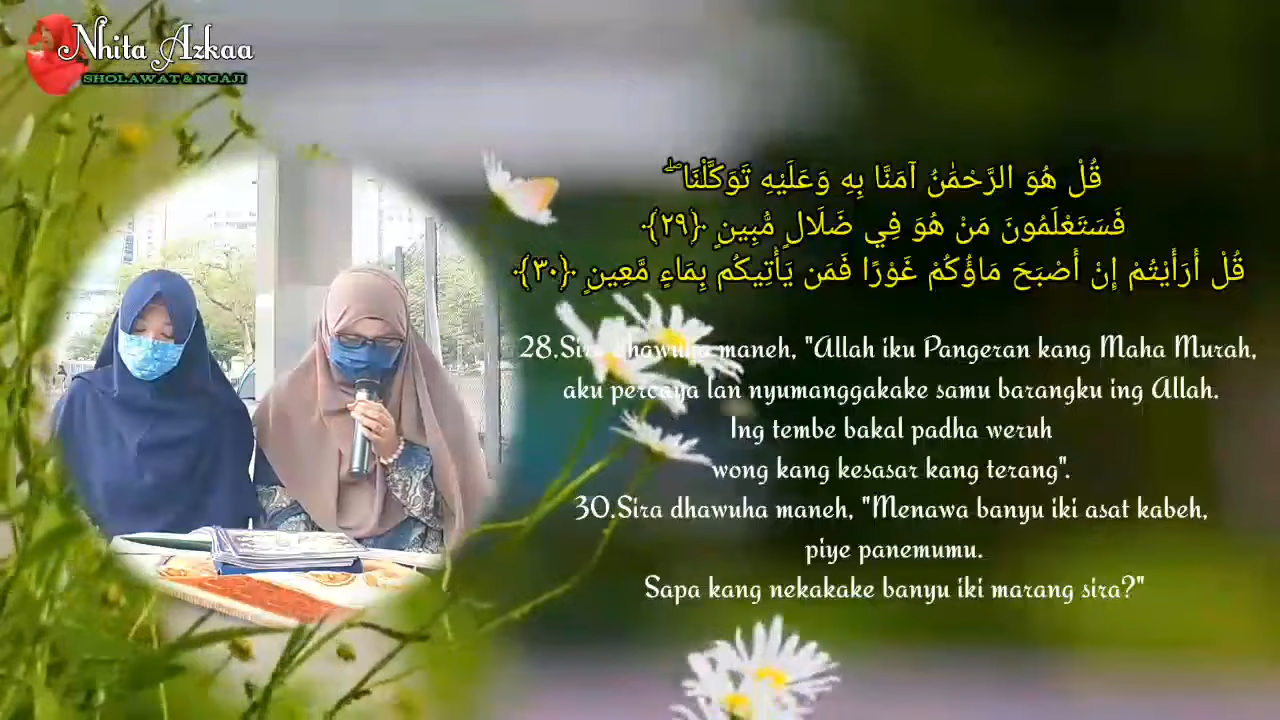 Nhita Azkaa
SHOLAWAT & NGAJI
قُلْ هُوَ الرَّحْمَٰنُ آمَنَّا بِهِ وَعَلَيْهِ تَوَكَّلْنَا ۖ
فَسَتَعْلَمُونَ مَنْ هُوَ فِي ضَلَالٍ مُّبِينٍ ﴿٢٩﴾
قُلْ أَرَأَيْتُمْ إِنْ أَصْبَحَ مَاؤُكُمْ غَوْرًا فَمَن يَأْتِيكُم بِمَاءٍ مَّعِينٍ ﴿٣٠﴾
28.Sira dhawuha maneh, "Allah iku Pangeran kang Maha Murah,
aku percaya lan nyumanggakake samu barangku ing Allah.
Ing tembe bakal padha weruh
wong kang kesasar kang terang".
30.Sira dhawuha maneh, "Menawa banyu iki asat kabeh,
piye panemumu.
Sapa kang nekakake banyu iki marang sira?"